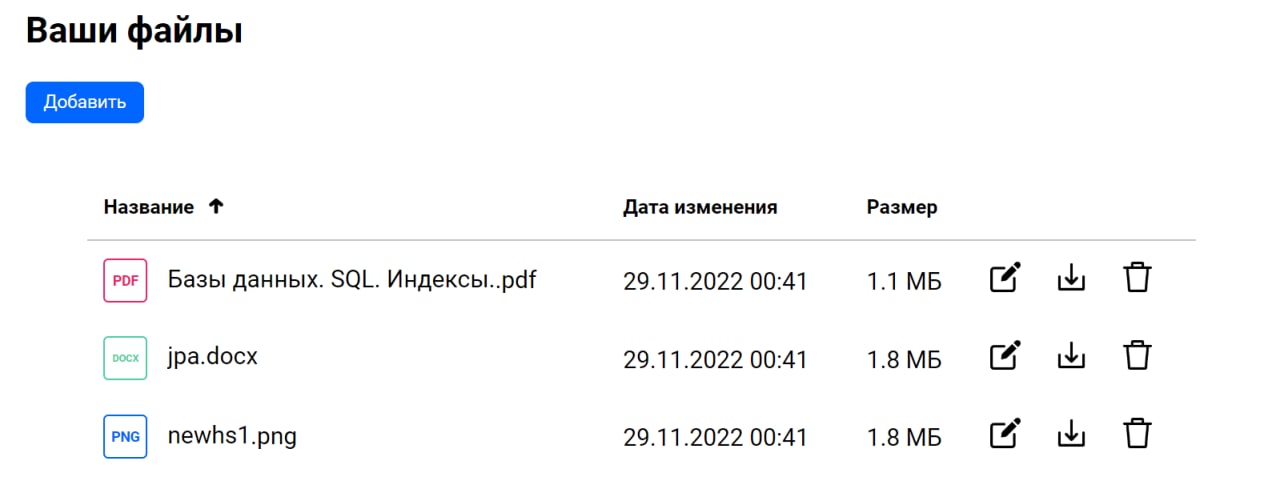 Ваши файлы
Добавить
Название Дата изменения Размер
PDF Базы данных. SQL. Индексы..pdf 29.11.2022 00:41 1.1 МБ
DOCX jpa.docx 29.11.2022 00:41 1.8 МБ
PNG newhs1.png 29.11.2022 00:41 1.8 МБ